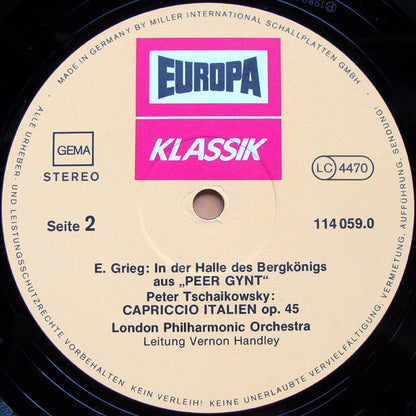 MADE IN GERMANY BY MILLER INTERNATIONAL SCHALLPLATTEN GMBH -
EUROPA
KLASSIK
GEMA
STEREO
LC 4470
Seite 2
114 059.0
E. Grieg: In der Halle des Bergkönigs
aus „PEER GYNT“
Peter Tschaikowsky:
CAPRICCIO ITALIEN op. 45
London Philharmonic Orchestra
Leitung Vernon Handley
ALLE URHEBER- UND LEISTUNGSSCHUTZRECHTE VORBEHALTEN. KEIN VERLEIH! KEINE UNERLAUBTE VERVIELFÄLTIGUNG, VERMIETUNG, AUFFÜHRUNG, SENDUNG!